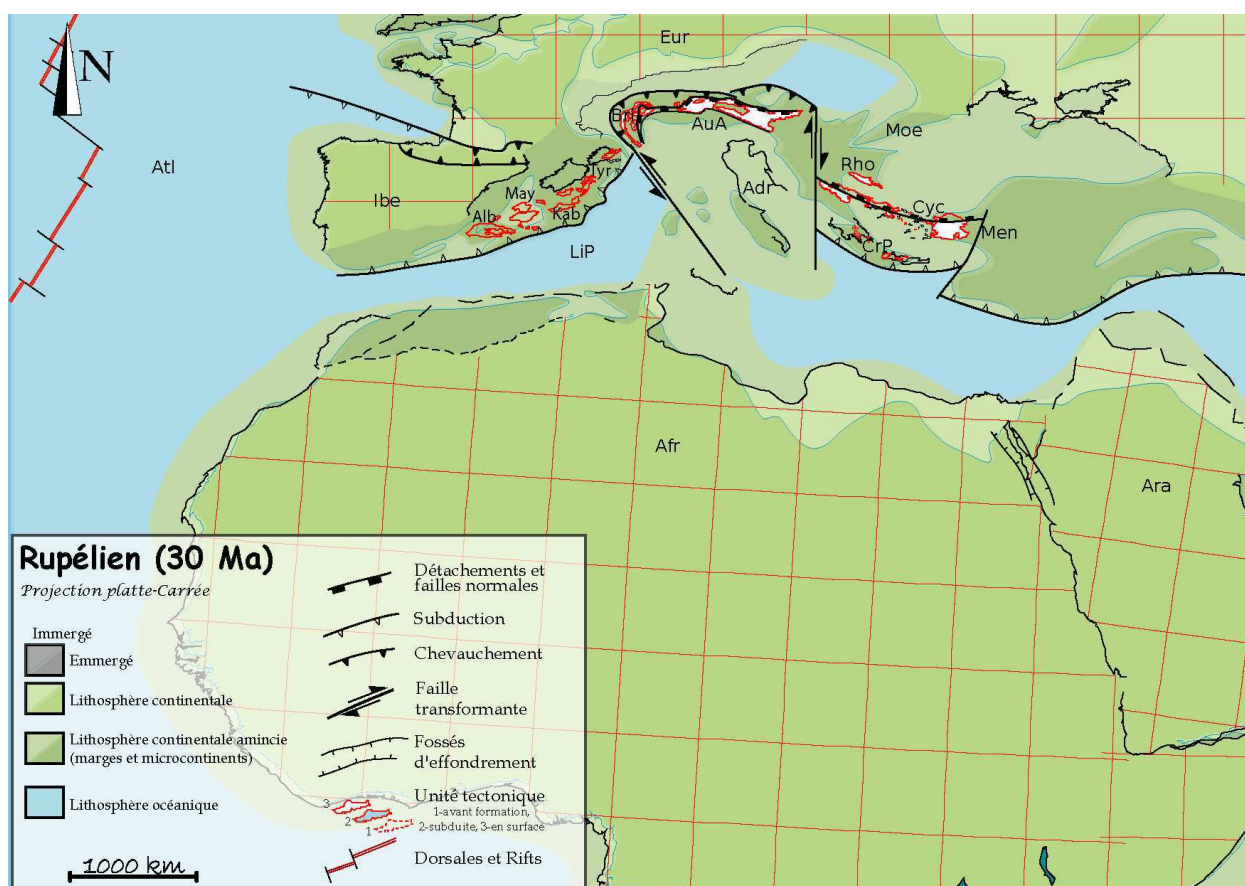 N
Eur
Atl
Bri
AuA
Moe
Rho
Tyr
Adr
Ibe
May
Cyc
Alb
Kab
Men
LiP
CrP
Afr
Ara
Rupélien (30 Ma)
Projection platte-Carrée
Immergé
Emmergé
Lithosphère continentale
Lithosphère continentale amincie
(marges et microcontinents)
Lithosphère océanique
1000 km
Détachements et
failles normales
Subduction
Chevauchement
Faille
transformante
Fossés
d'effondrement
Unité tectonique
1-avant formation,
2-subduite, 3-en surface
3
2
1
Dorsales et Rifts